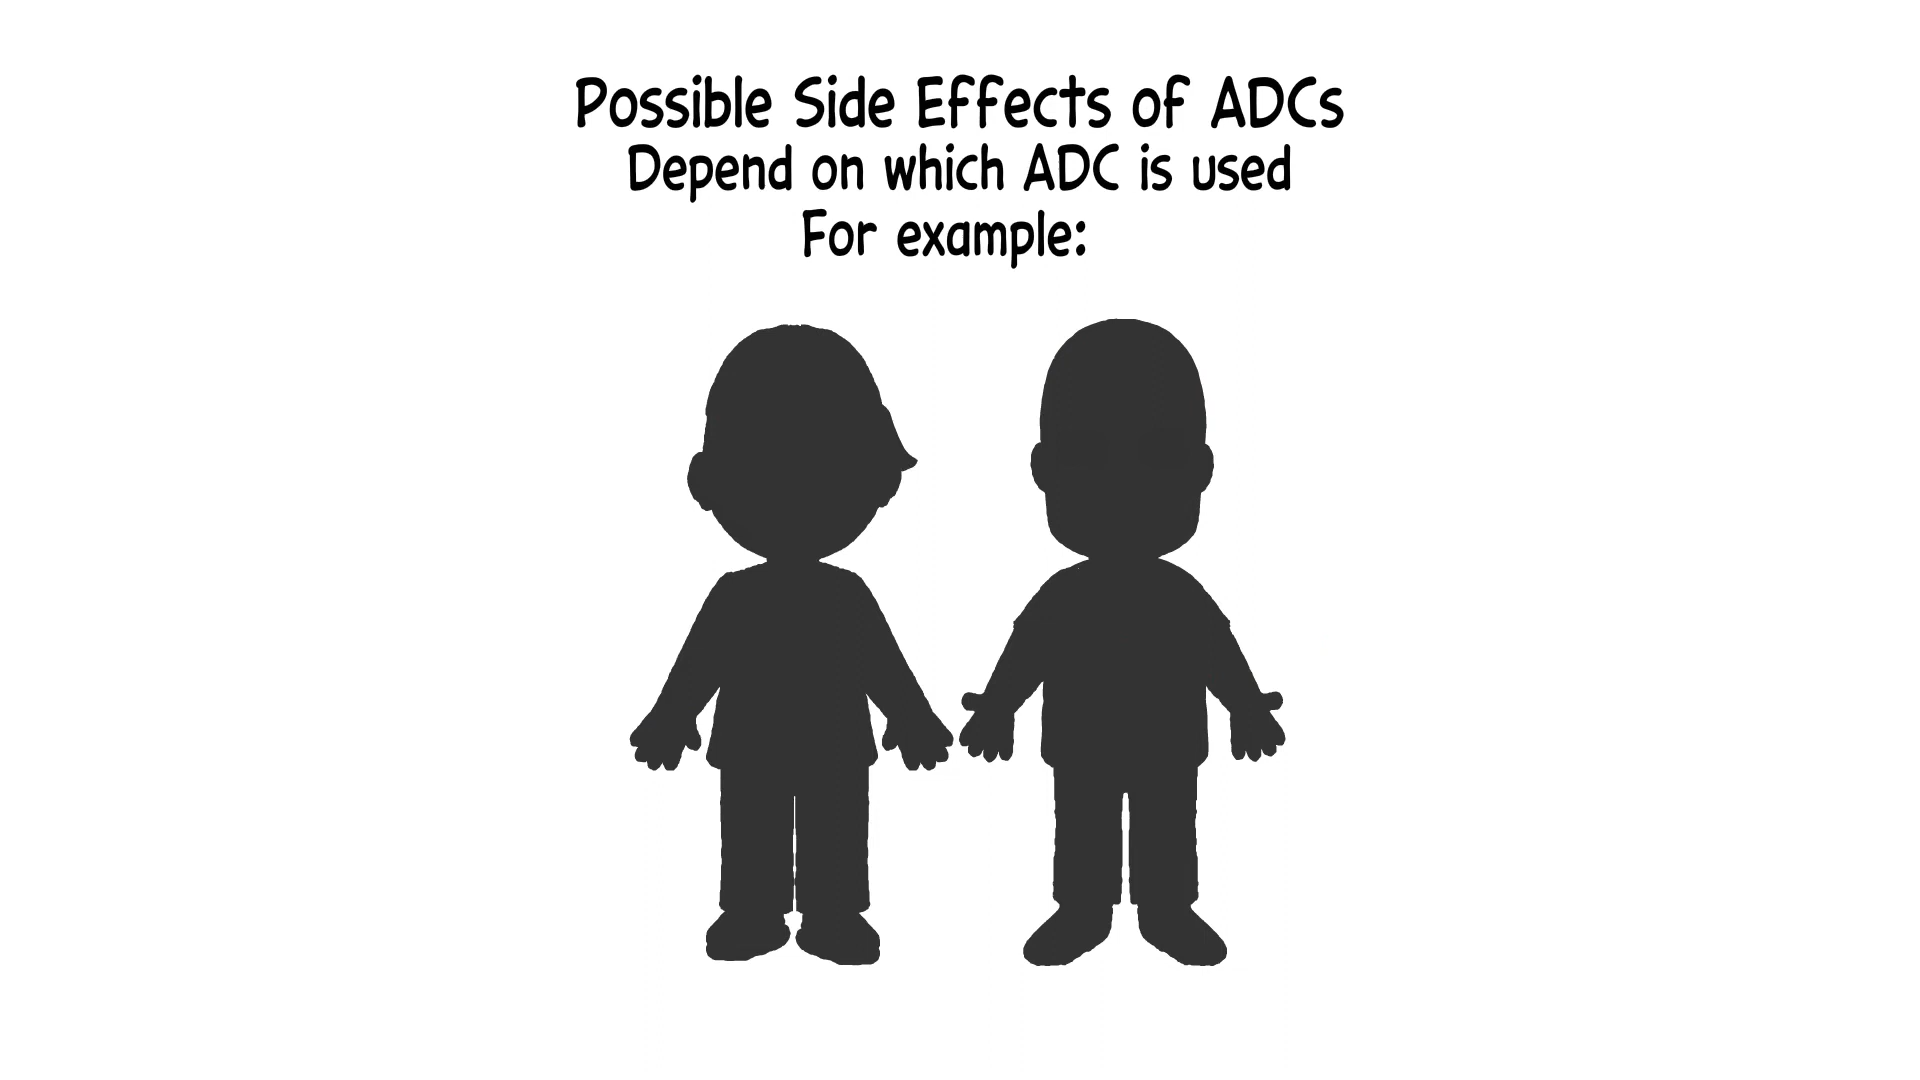 Possible Side Effects of ADCs
Depend on which ADC is used
For example: